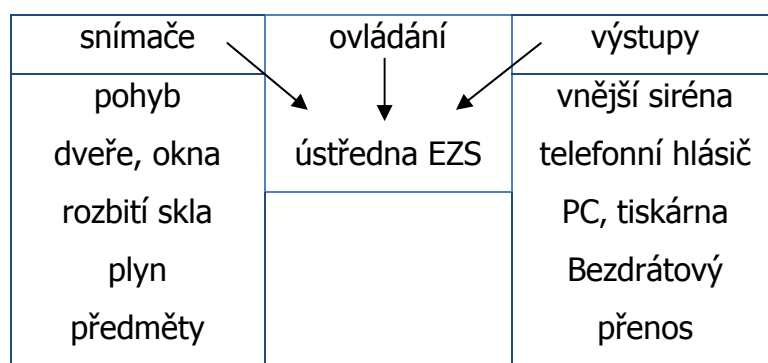 snímače ovládání výstupy
pohyb vnější siréna
dveře, okna ústředna EZS telefonní hlásič
rozbití skla PC, tiskárna
plyn Bezdrátový
předměty přenos